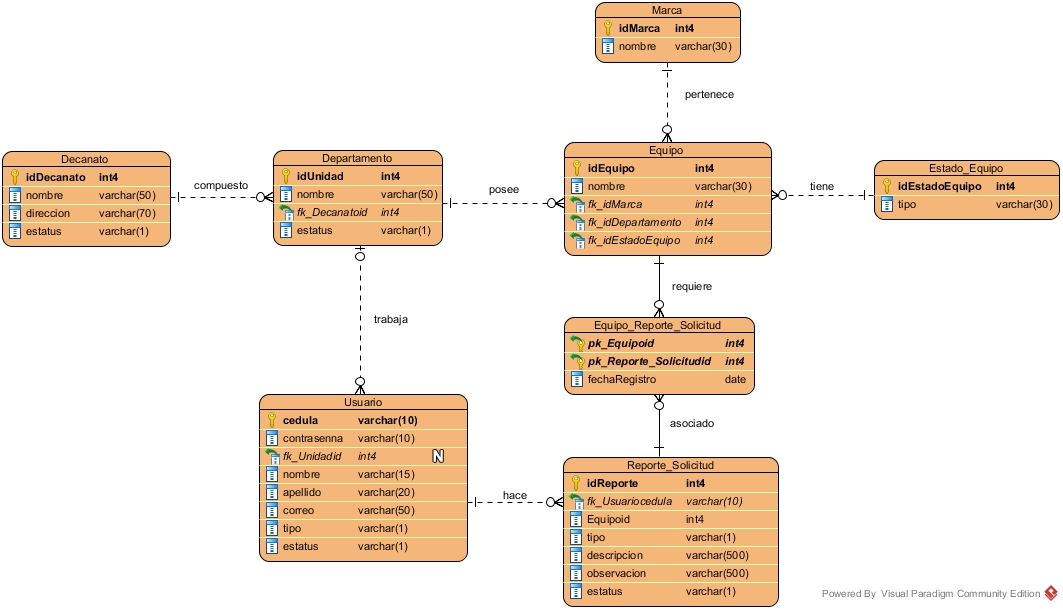 Marca
idMarca int4
nombre varchar(30)
pertenece
Decanato
idDecanato int4
nombre varchar(50)
direccion varchar(70)
estatus varchar(1)
compuesto
Departamento
idUnidad int4
nombre varchar(50)
fk_Decanatoid int4
estatus varchar(1)
posee
Equipo
idEquipo int4
nombre varchar(30)
fk_idMarca int4
fk_idDepartamento int4
fk_idEstadoEquipo int4
tiene
Estado_Equipo
idEstadoEquipo int4
tipo varchar(30)
requiere
trabaja
Equipo_Reporte_Solicitud
pk_Equipoid int4
pk_Reporte_Solicitudid int4
fechaRegistro date
asociado
Usuario
cedula varchar(10)
contrasenna varchar(10)
fk_Unidadid int4 N
nombre varchar(15)
apellido varchar(20)
correo varchar(50)
tipo varchar(1)
estatus varchar(1)
hace
Reporte_Solicitud
idReporte int4
fk_Usuariocedula varchar(10)
Equipoid int4
tipo varchar(1)
descripcion varchar(500)
observacion varchar(500)
estatus varchar(1)
Powered By Visual Paradigm Community Edition